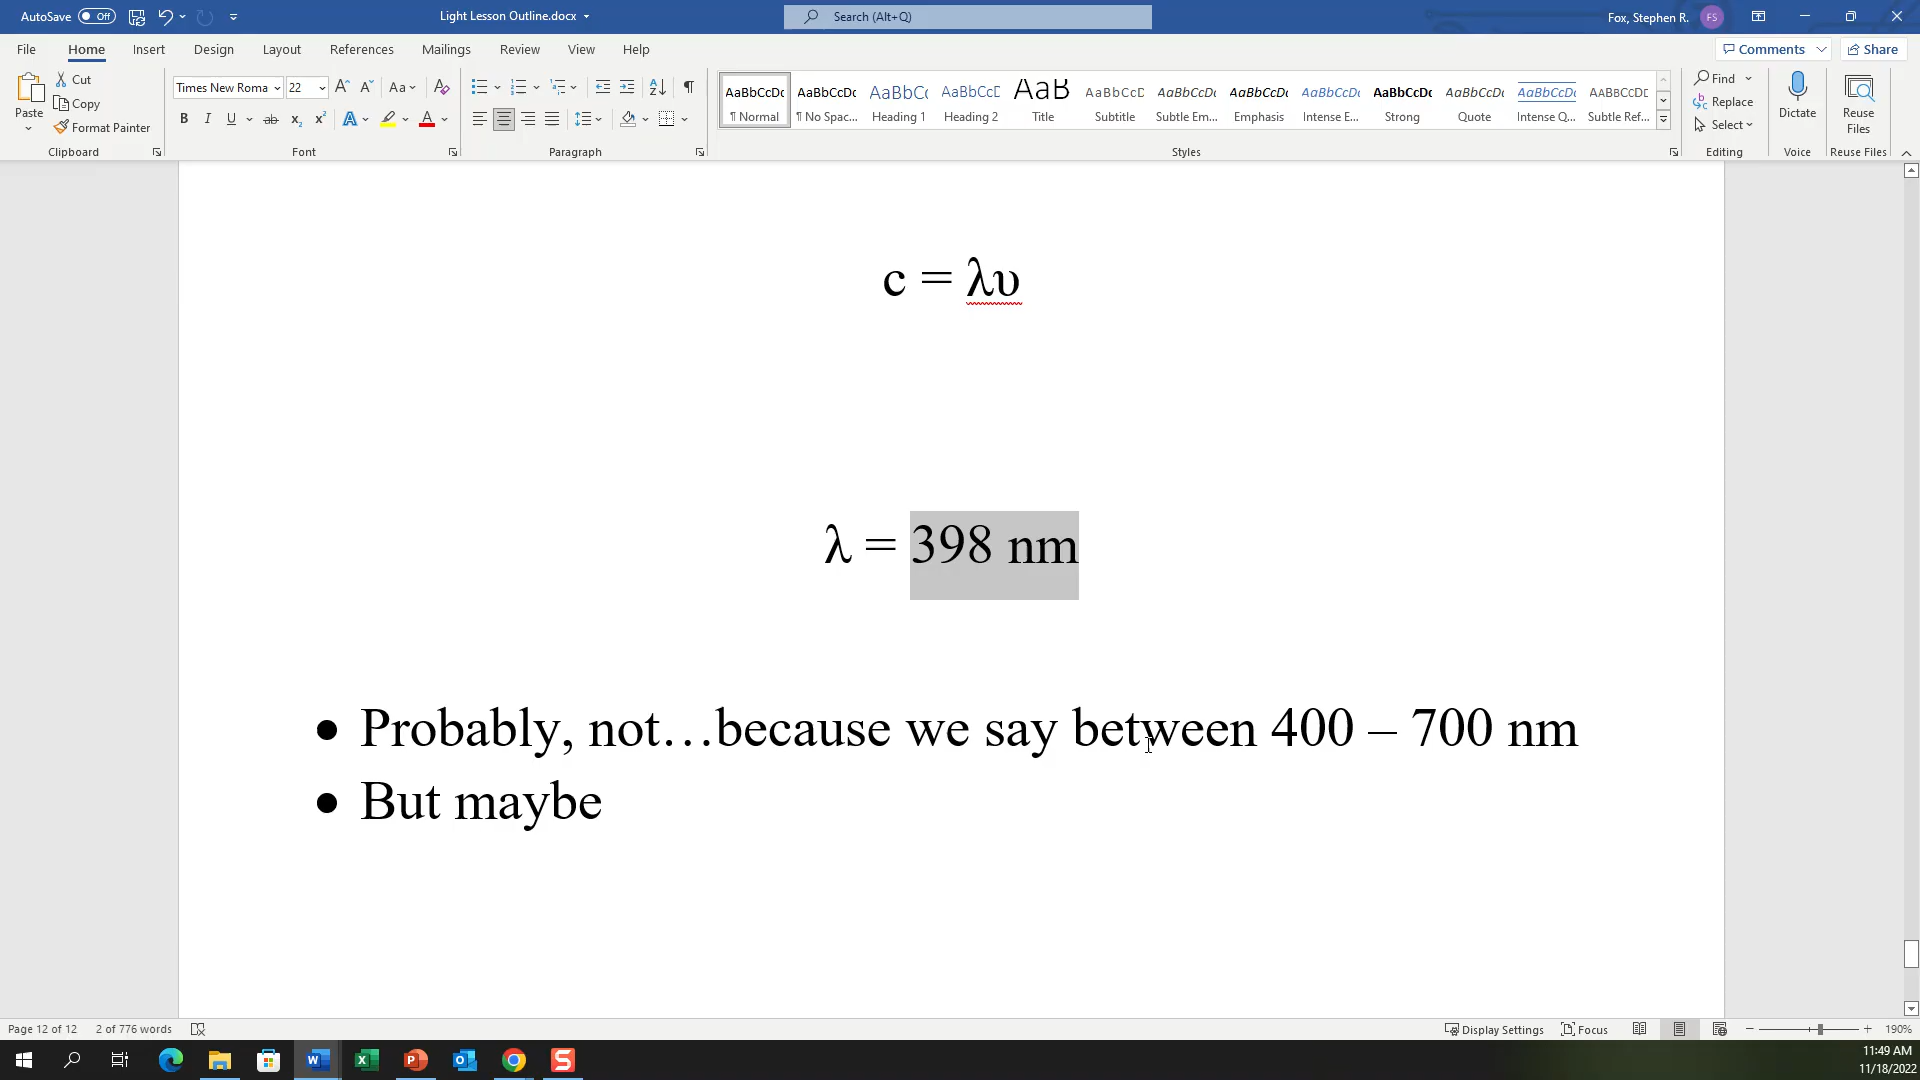 AutoSave Off Light Lesson Outline.docx Search (Alt+Q) Fox, Stephen R. FS
File Home Insert Design Layout References Mailings Review View Help Comments Share
Paste Cut Copy Format Painter Clipboard
Times New Roma 22 Aa Font
Paragraph
AaBbCcDc ¶ Normal
AaBbCcDc ¶ No Spac...
AaBbCc Heading 1
AaBbCcD Heading 2
AaB Title
AaBbCcD Subtitle
AaBbCcDc Subtle Em...
AaBbCcDc Emphasis
AaBbCcDc Intense E...
AaBbCcDc Strong
AaBbCcDc Quote
AaBbCcDc Intense Q...
AaBbCcDc Subtle Ref...
Styles
Find Replace Select Editing
Dictate Voice
Reuse Files Reuse Files
c = λυ
λ = 398 nm
● Probably, not…because we say between 400 – 700 nm
● But maybe
Page 12 of 12 2 of 776 words Display Settings Focus 190%
11:49 AM
11/18/2022